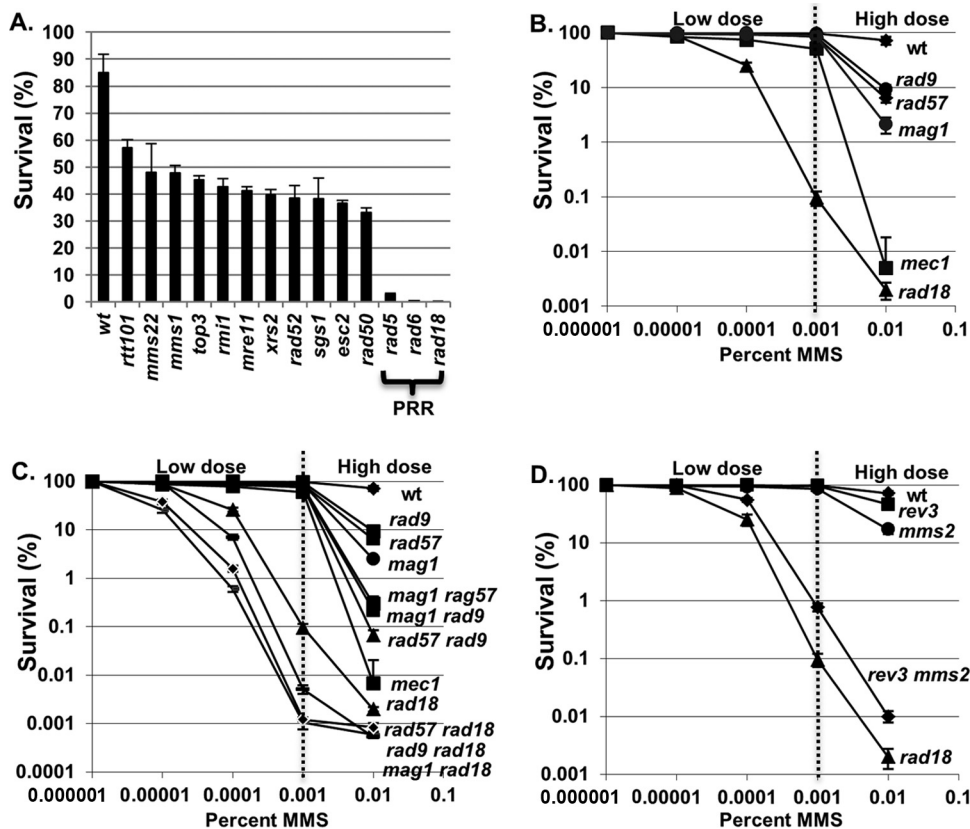 A.
Survival (%)
100
90
80
70
60
50
40
30
20
10
0
wt
rtt101
mms22
mms1
top3
rmi1
mre11
xrs2
rad52
sgs1
esc2
rad50
rad5
rad6
rad18
PRR
B.
Low dose
High dose
Survival (%)
100
10
1
0.1
0.01
0.001
wt
rad9
rad57
mag1
mec1
rad18
0.000001 0.00001 0.0001 0.001 0.01 0.1
Percent MMS
C.
Low dose
High dose
Survival (%)
100
10
1
0.1
0.01
0.001
0.0001
wt
rad9
rad57
mag1
mag1 rag57
mag1 rad9
rad57 rad9
mec1
rad18
rad57 rad18
rad9 rad18
mag1 rad18
0.000001 0.00001 0.0001 0.001 0.01 0.1
Percent MMS
D.
Low dose
High dose
Survival (%)
100
10
1
0.1
0.01
0.001
wt
rev3
mms2
rev3 mms2
rad18
0.000001 0.00001 0.0001 0.001 0.01 0.1
Percent MMS